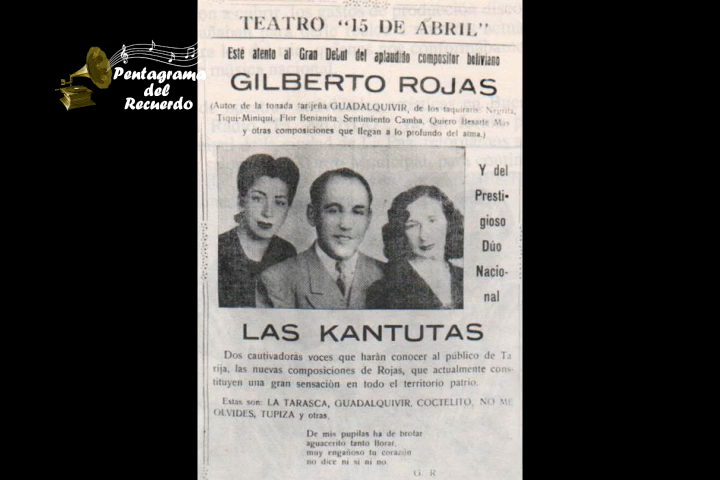 Pentagrama
del
Recuerdo
TEATRO "15 DE ABRIL"
Esté atento al Gran Debut del aplaudido compositor boliviano
GILBERTO ROJAS
(Autor de la tonada tarijeña GUADALQUIVIR, de los taquiraris: Negrita,
Tiqui-Miniqui, Flor Benianita, Sentimiento Camba, Quiero Besarte Mas
y otras composiciones que llegan a lo profundo del alma.)
Y del
Presti-
gioso
Dúo
Nacio-
nal
LAS KANTUTAS
Dos cautivadorás voces que harán conocer al público de Ta
rija, las nuevas composiciones de Rojas, que actualmente cons-
tituyen una gran sensación en todo el territorio patrio.
Estas son: LA TARASCA, GUADALQUIVIR, COCTELITO, NO ME
OLVIDES, TUPIZA y otras.
De mis pupilas ha de brotar
aguacerito tanto llorar,
muy engañoso tu corazón
no dice ni si ni no.
G. R